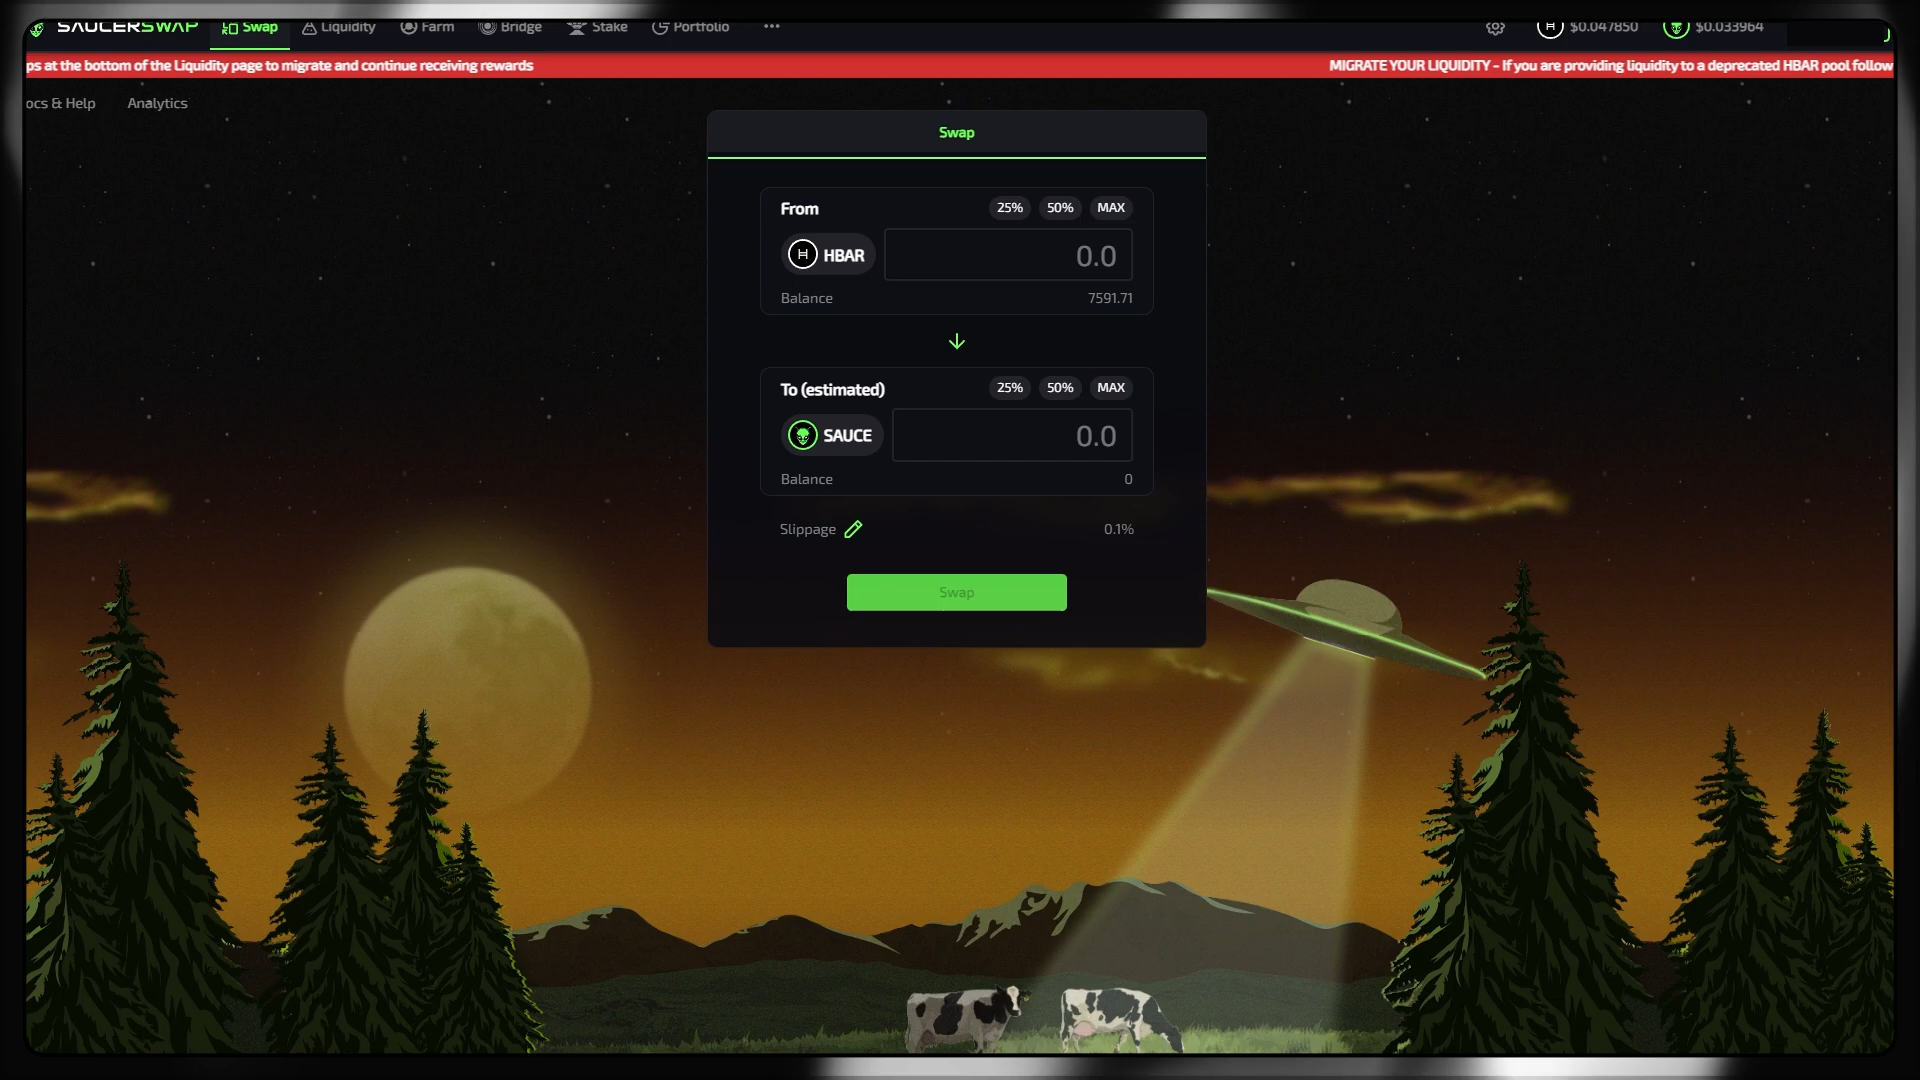 SAUCERSWAP Swap Liquidity Farm Bridge Stake Portfolio ••• $0.047850 $0.033964
ps at the bottom of the Liquidity page to migrate and continue receiving rewards MIGRATE YOUR LIQUIDITY - If you are providing liquidity to a deprecated HBAR pool follow
ocs & Help Analytics
Swap
From 25% 50% MAX
HBAR 0.0
Balance 7591.71
To (estimated) 25% 50% MAX
SAUCE 0.0
Balance 0
Slippage 0.1%
Swap